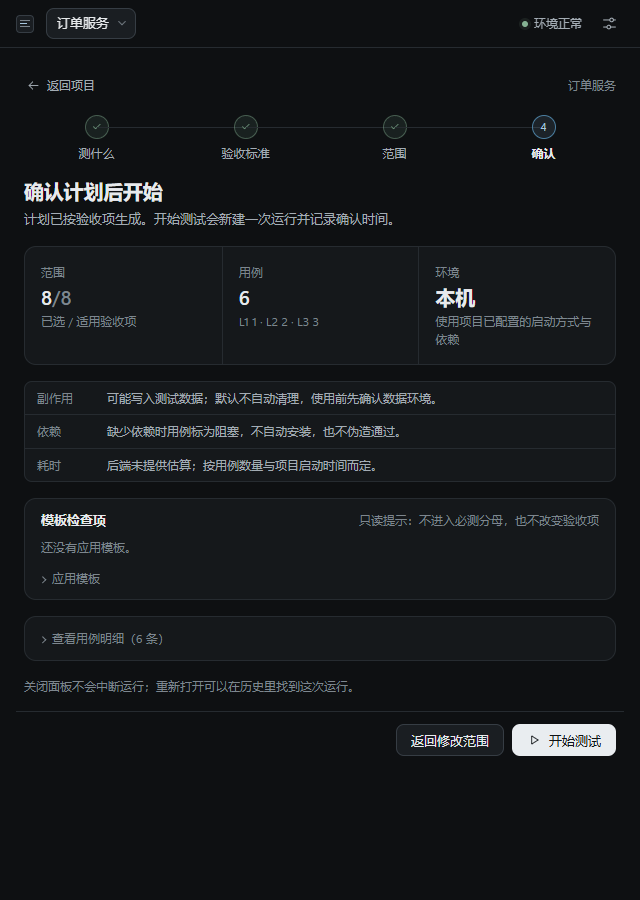 订单服务
环境正常
返回项目
订单服务
测什么
验收标准
范围
4
确认
确认计划后开始
计划已按验收项生成。开始测试会新建一次运行并记录确认时间。
范围
8/8
已选 / 适用验收项
用例
6
L1 1 · L2 2 · L3 3
环境
本机
使用项目已配置的启动方式与
依赖
副作用
可能写入测试数据；默认不自动清理，使用前先确认数据环境。
依赖
缺少依赖时用例标为阻塞，不自动安装，也不伪造通过。
耗时
后端未提供估算；按用例数量与项目启动时间而定。
模板检查项
只读提示：不进入必测分母，也不改变验收项
还没有应用模板。
应用模板
查看用例明细（6 条）
关闭面板不会中断运行；重新打开可以在历史里找到这次运行。
返回修改范围
开始测试